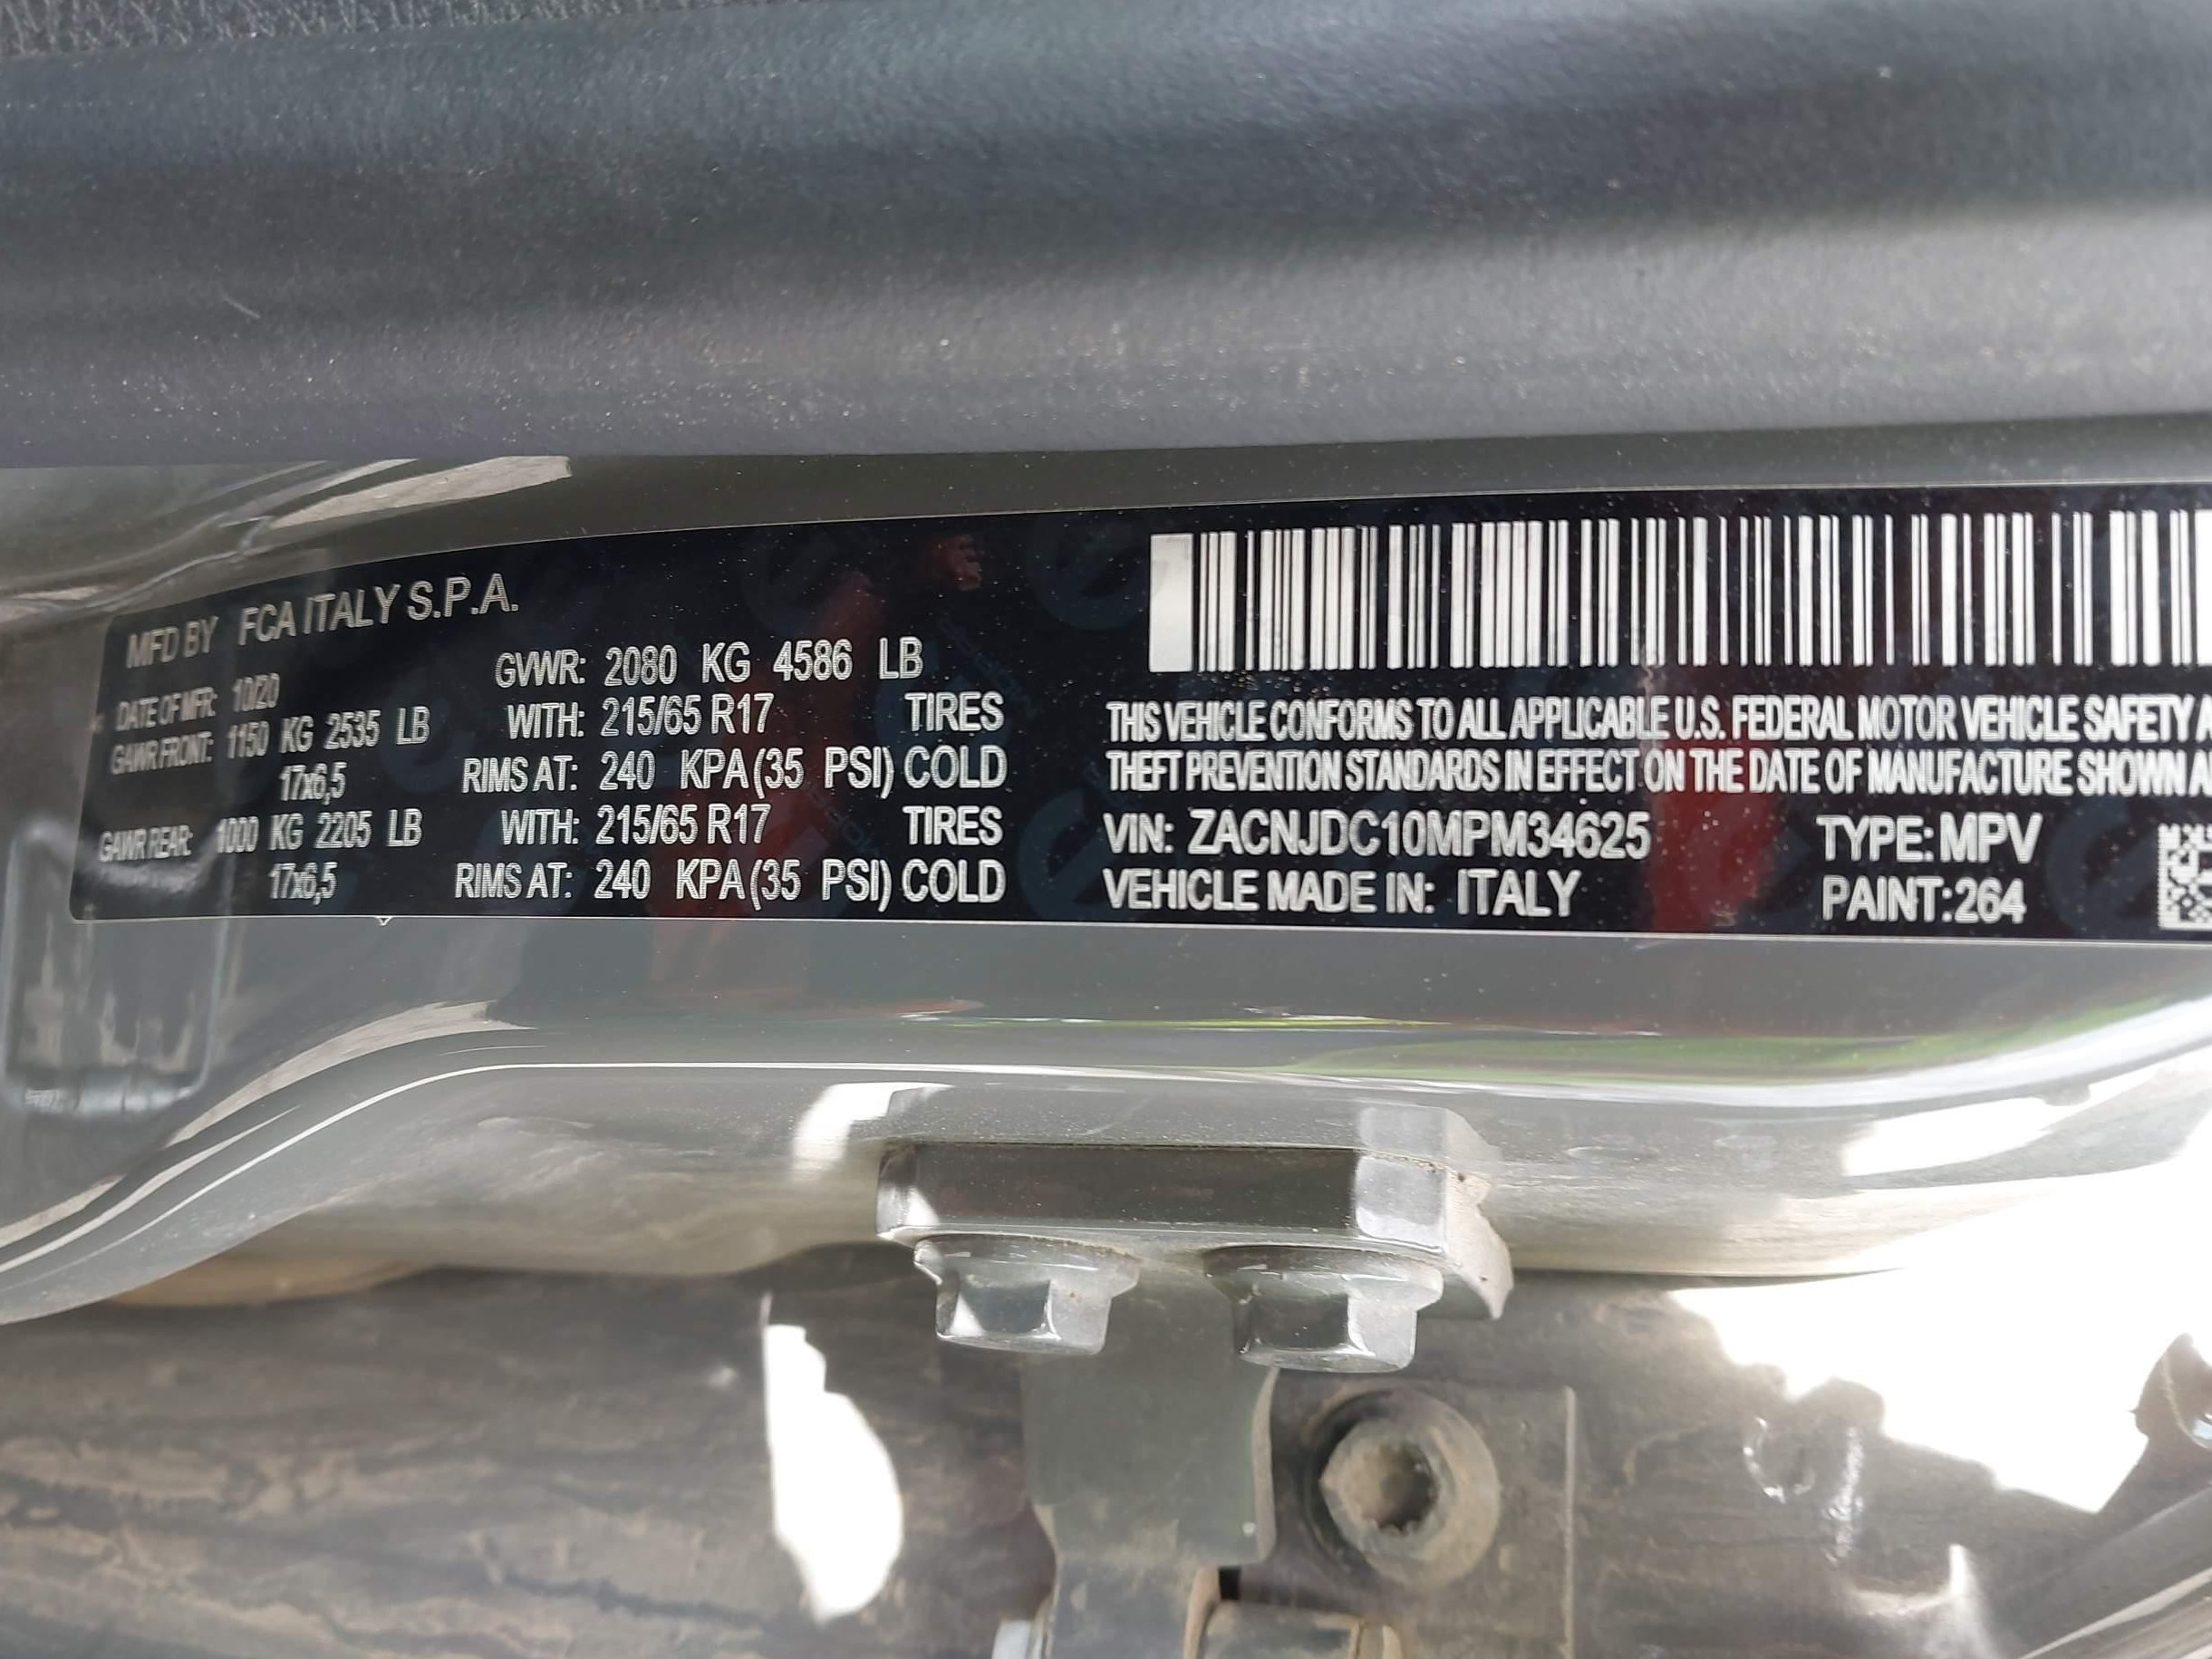 MFD BY FCA ITALY S.P.A.
DATE OF MFR: 10/20 GVWR: 2080 KG 4586 LB
GAWR FRONT: 1150 KG 2535 LB WITH: 215/65 R17 TIRES
17x6,5 RIMS AT: 240 KPA (35 PSI) COLD
GAWR REAR: 1000 KG 2205 LB WITH: 215/65 R17 TIRES
17x6,5 RIMS AT: 240 KPA (35 PSI) COLD
THIS VEHICLE CONFORMS TO ALL APPLICABLE U.S. FEDERAL MOTOR VEHICLE SAFETY
THEFT PREVENTION STANDARDS IN EFFECT ON THE DATE OF MANUFACTURE SHOWN
VIN: ZACNJDC10MPM34625 TYPE: MPV
VEHICLE MADE IN: ITALY PAINT: 264